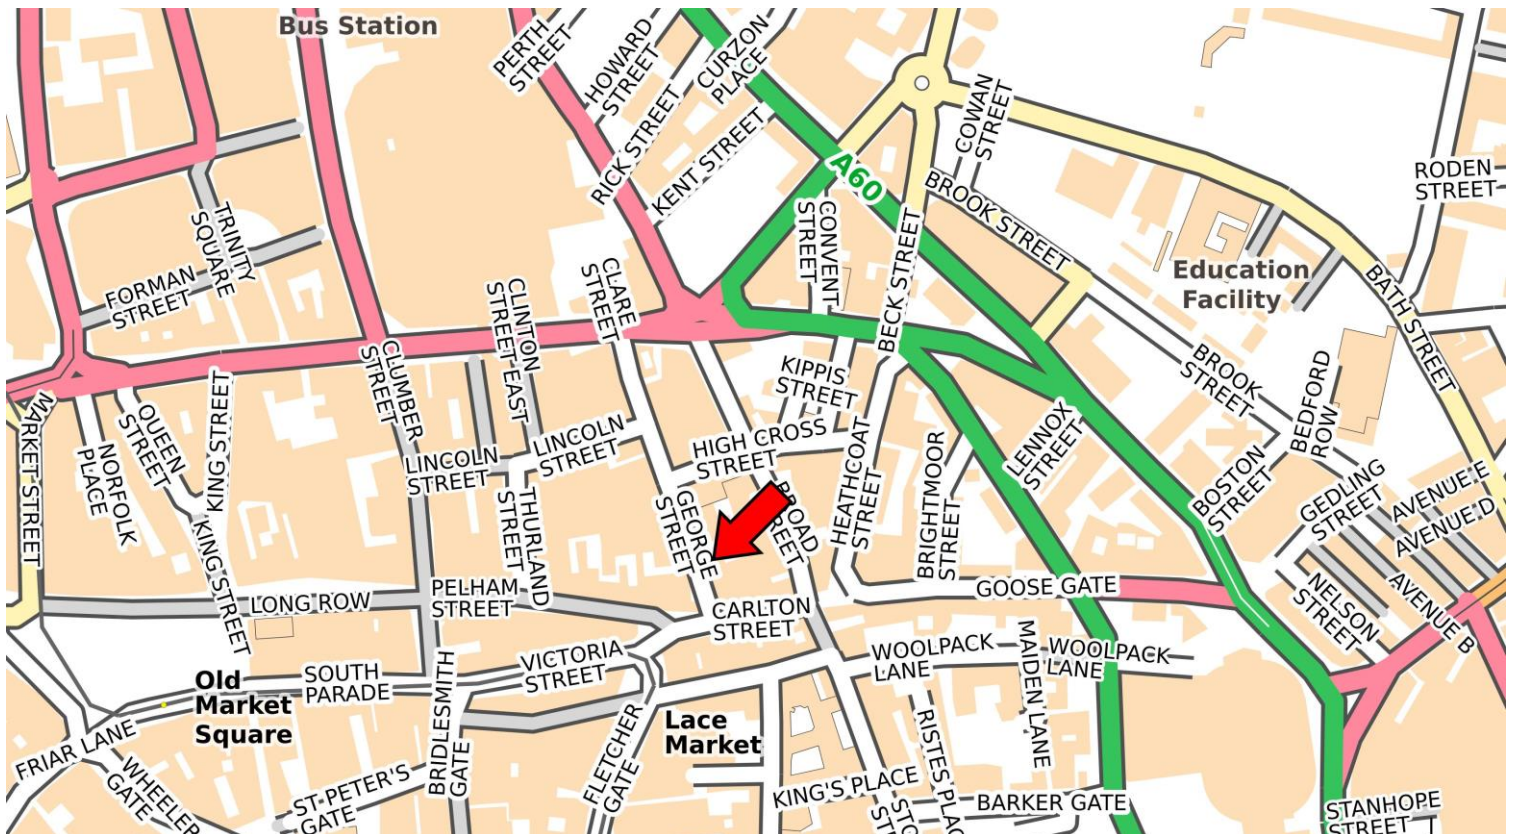 Bus Station
PERTH
STREET
HOWARD
STREET
CURZON
PLACE
RICK STREET
KENT STREET
A60
COWAN
STREET
BROOK STREET
RODEN
STREET
TRINITY
SQUARE
FORMAN
STREET
CONVENT
STREET
BECK STREET
Education
Facility
BATH STREET
CLARE
STREET
CLINTON
STREET EAST
CLUMBER
STREET
KIPPIS
STREET
BROOK
STREET
BEDFORD
ROW
MARKET STREET
NORFOLK
PLACE
QUEEN
STREET
KING STREET
KING STREET
LINCOLN
STREET
LINCOLN
STREET
HIGH CROSS
STREET
HEATHCOAT
STREET
BRIGHTMOOR
STREET
LENNOX
STREET
BOSTON
STREET
GEDLING
STREET
AVENUE E
AVENUE D
AVENUE B
NELSON
STREET
THURLAND
STREET
GEORGE
STREET
BROAD
STREET
LONG ROW
PELHAM
STREET
GOOSE GATE
CARLTON
STREET
VICTORIA
STREET
WOOLPACK
LANE
MAIDEN LANE
WOOLPACK
LANE
SOUTH
PARADE
Old
Market
Square
BRIDLESMITH
GATE
Lace
Market
FLETCHER
GATE
RISTES PLAC
FRIAR LANE
WHEELER
GATE
ST PETER'S
GATE
KING'S PLACE
STO
ST
BARKER GATE
STANHOPE
STREET